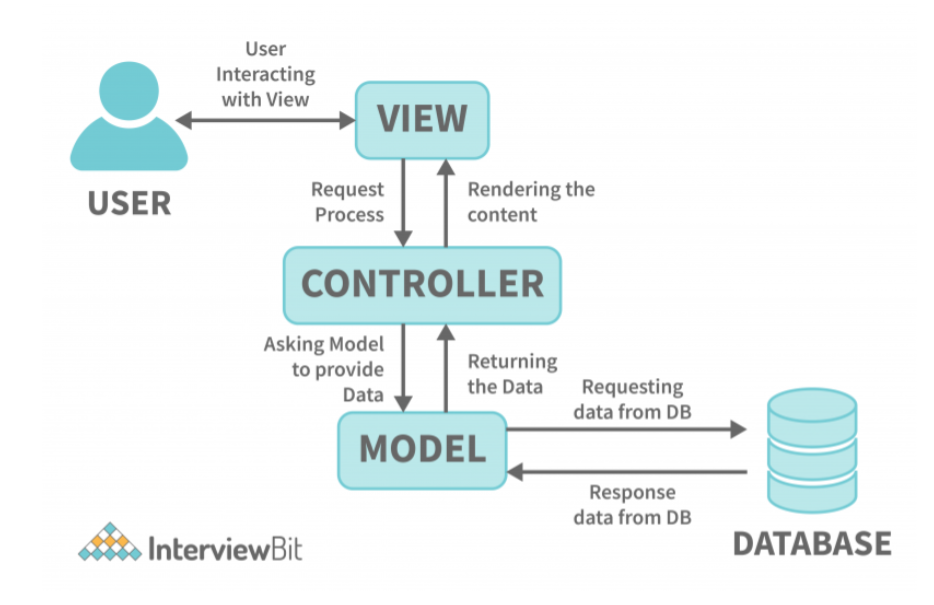 User
Interacting
with View
VIEW
USER
Request
Process
Rendering the
content
CONTROLLER
Asking Model
to provide
Data
Returning
the Data
Requesting
data from DB
MODEL
Response
data from DB
DATABASE
InterviewBit